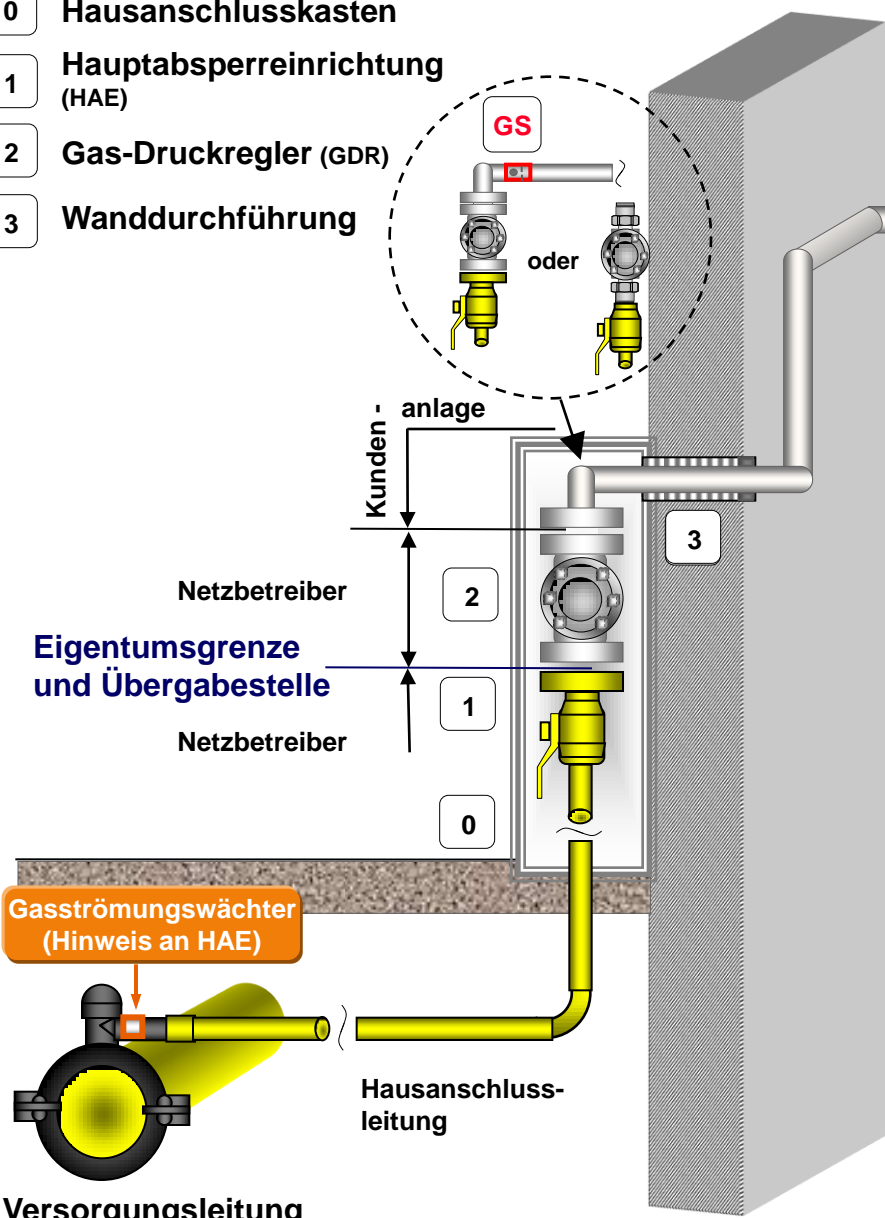 0 Hausanschlusskasten
1 Hauptabsperreinrichtung
(HAE)
2 Gas-Druckregler (GDR)
3 Wanddurchführung
GS
oder
Kunden - anlage
3
Netzbetreiber
2
Eigentumsgrenze
und Übergabestelle
1
Netzbetreiber
0
Gasströmungswächter
(Hinweis an HAE)
Hausanschluss-
leitung
Versorgungsleitung